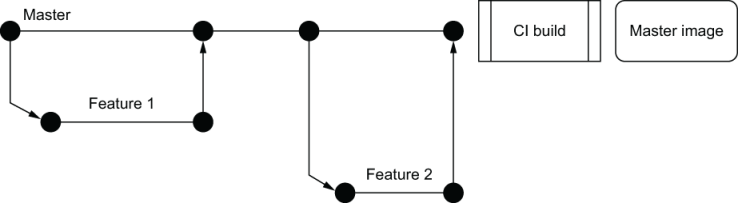 Master
CI build
Master image
Feature 1
Feature 2